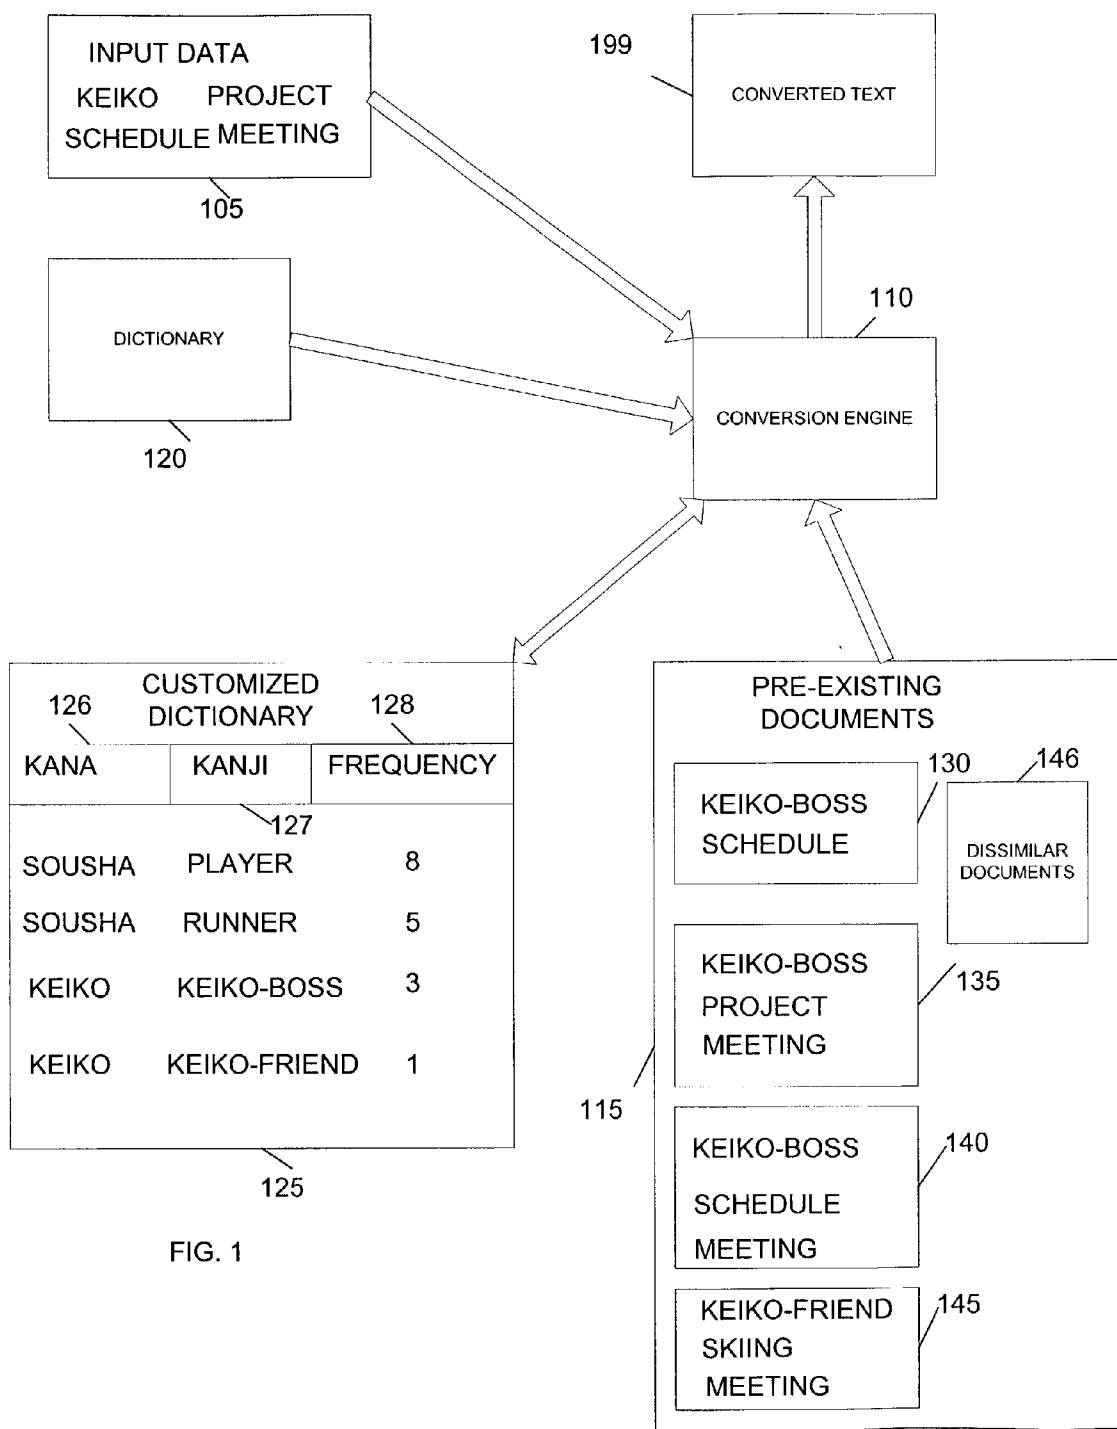 INPUT DATA
KEIKO PROJECT
SCHEDULE MEETING
105
199
CONVERTED TEXT
DICTIONARY
120
110
CONVERSION ENGINE
CUSTOMIZED
DICTIONARY
126
128
KANA KANJI FREQUENCY
127
SOUSHA PLAYER 8
SOUSHA RUNNER 5
KEIKO KEIKO-BOSS 3
KEIKO KEIKO-FRIEND 1
125
FIG. 1
PRE-EXISTING
DOCUMENTS
130
146
KEIKO-BOSS
SCHEDULE
DISSIMILAR
DOCUMENTS
KEIKO-BOSS
PROJECT
MEETING
135
115
KEIKO-BOSS
SCHEDULE
MEETING
140
KEIKO-FRIEND
SKIING
MEETING
145